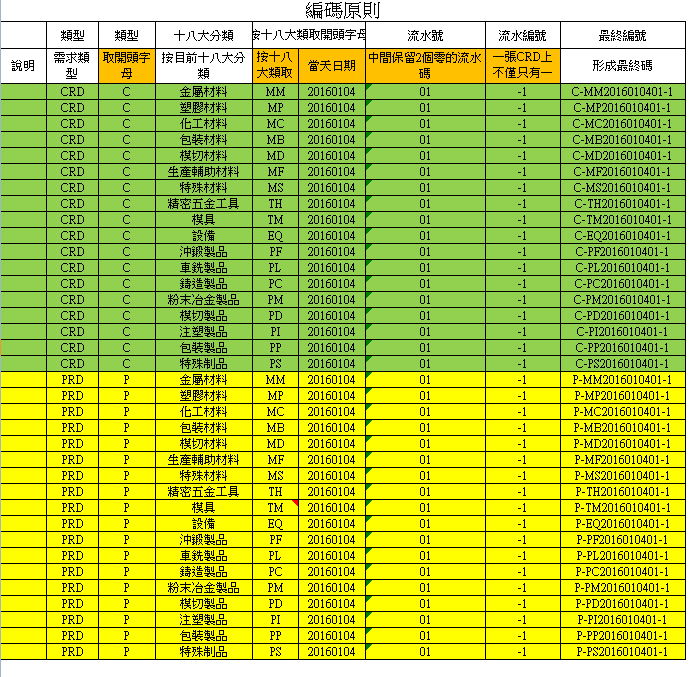 編碼原則
類型 類型 十八大分類 按十八大類取開頭字母 流水號 流水編號 最終編號
說明 需求類型 取開頭字母 按目前十八大分類 按十八大類取 當天日期 中間保留2個零的流水碼 一張CRD上不僅只有一 形成最終碼
CRD C 金屬材料 MM 20160104 01 -1 C-MM2016010401-1
CRD C 塑膠材料 MP 20160104 01 -1 C-MP2016010401-1
CRD C 化工材料 MC 20160104 01 -1 C-MC2016010401-1
CRD C 包裝材料 MB 20160104 01 -1 C-MB2016010401-1
CRD C 模切材料 MD 20160104 01 -1 C-MD2016010401-1
CRD C 生產輔助材料 MF 20160104 01 -1 C-MF2016010401-1
CRD C 特殊材料 MS 20160104 01 -1 C-MS2016010401-1
CRD C 精密五金工具 TH 20160104 01 -1 C-TH2016010401-1
CRD C 模具 TM 20160104 01 -1 C-TM2016010401-1
CRD C 設備 EQ 20160104 01 -1 C-EQ2016010401-1
CRD C 沖鍛製品 PF 20160104 01 -1 C-PF2016010401-1
CRD C 車銑製品 PL 20160104 01 -1 C-PL2016010401-1
CRD C 鑄造製品 PC 20160104 01 -1 C-PC2016010401-1
CRD C 粉末冶金製品 PM 20160104 01 -1 C-PM2016010401-1
CRD C 模切製品 PD 20160104 01 -1 C-PD2016010401-1
CRD C 注塑製品 PI 20160104 01 -1 C-PI2016010401-1
CRD C 包裝製品 PP 20160104 01 -1 C-PP2016010401-1
CRD C 特殊制品 PS 20160104 01 -1 C-PS2016010401-1
PRD P 金屬材料 MM 20160104 01 -1 P-MM2016010401-1
PRD P 塑膠材料 MP 20160104 01 -1 P-MP2016010401-1
PRD P 化工材料 MC 20160104 01 -1 P-MC2016010401-1
PRD P 包裝材料 MB 20160104 01 -1 P-MB2016010401-1
PRD P 模切材料 MD 20160104 01 -1 P-MD2016010401-1
PRD P 生產輔助材料 MF 20160104 01 -1 P-MF2016010401-1
PRD P 特殊材料 MS 20160104 01 -1 P-MS2016010401-1
PRD P 精密五金工具 TH 20160104 01 -1 P-TH2016010401-1
PRD P 模具 TM 20160104 01 -1 P-TM2016010401-1
PRD P 設備 EQ 20160104 01 -1 P-EQ2016010401-1
PRD P 沖鍛製品 PF 20160104 01 -1 P-PF2016010401-1
PRD P 車銑製品 PL 20160104 01 -1 P-PL2016010401-1
PRD P 鑄造製品 PC 20160104 01 -1 P-PC2016010401-1
PRD P 粉末冶金製品 PM 20160104 01 -1 P-PM2016010401-1
PRD P 模切製品 PD 20160104 01 -1 P-PD2016010401-1
PRD P 注塑製品 PI 20160104 01 -1 P-PI2016010401-1
PRD P 包裝製品 PP 20160104 01 -1 P-PP2016010401-1
PRD P 特殊制品 PS 20160104 01 -1 P-PS2016010401-1